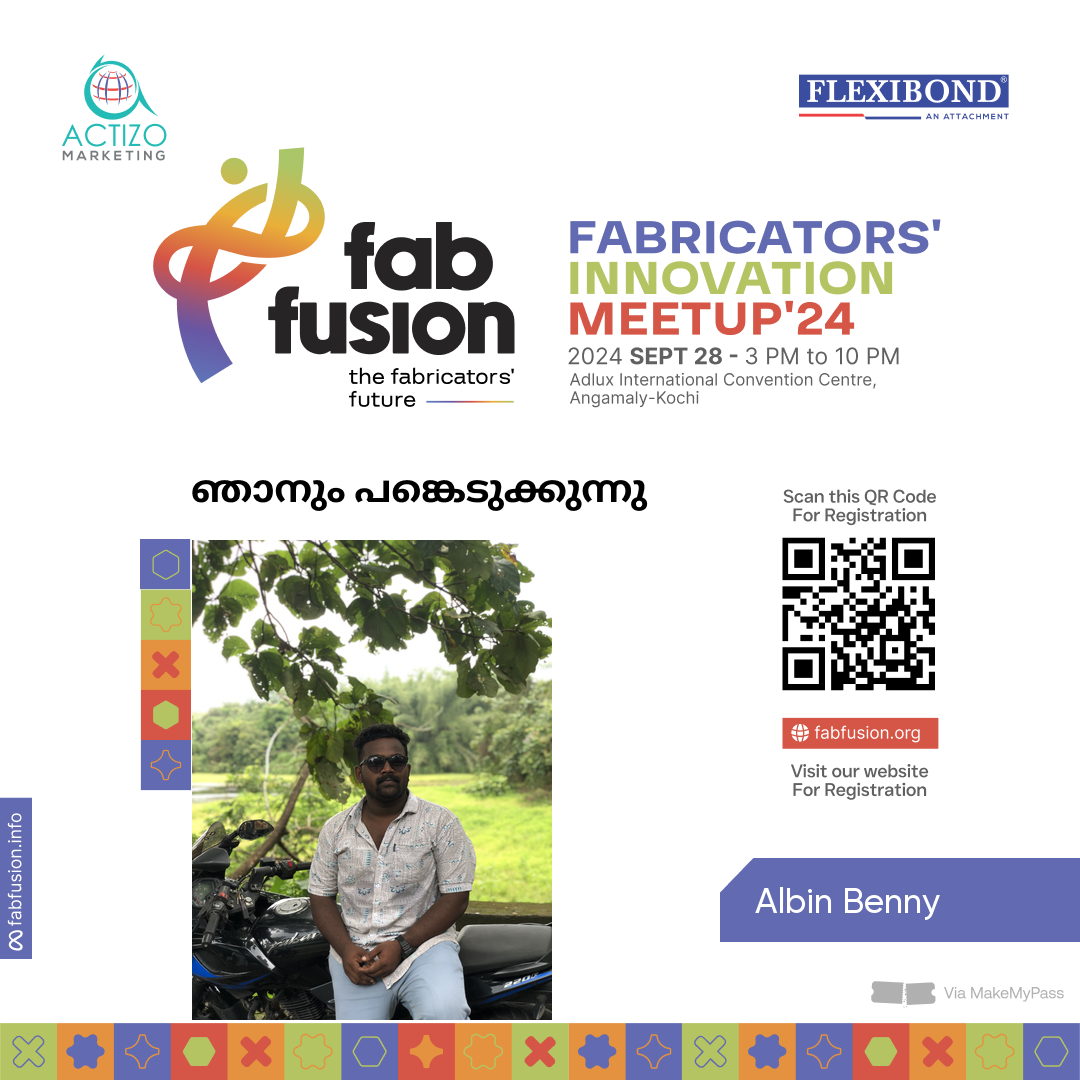 ACTIZO
MARKETING
FLEXIBOND®
AN ATTACHMENT
fab
fusion
the fabricators'
future
FABRICATORS'
INNOVATION
MEETUP'24
2024 SEPT 28 - 3 PM to 10 PM
Adlux International Convention Centre,
Angamaly-Kochi
ഞാനും പങ്കെടുക്കുന്നു
Scan this QR Code
For Registration
fabfusion.org
Visit our website
For Registration
fabfusion.info
Albin Benny
220F
Via MakeMyPass